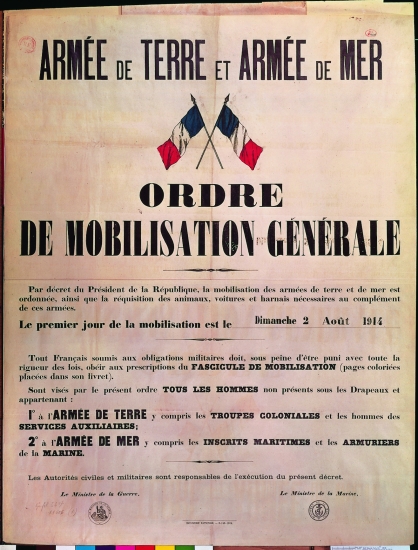 ARMÉE DE TERRE ET ARMÉE DE MER
ORDRE
DE MOBILISATION GÉNÉRALE
Par décret du Président de la République, la mobilisation des armées de terre et de mer est
ordonnée, ainsi que la réquisition des animaux, voitures et harnais nécessaires au complément
de ces armées.
Le premier jour de la mobilisation est le Dimanche 2 Août 1914
Tout Français soumis aux obligations militaires doit, sous peine d'être puni avec toute la
rigueur des lois, obéir aux prescriptions du FASCICULE DE MOBILISATION (pages coloriées
placées dans son livret).
Sont visés par le présent ordre TOUS LES HOMMES non présents sous les Drapeaux et
appartenant :
1° à l'ARMÉE DE TERRE y compris les TROUPES COLONIALES et les hommes des
SERVICES AUXILIAIRES;
2° à l'ARMÉE DE MER y compris les INSCRITS MARITIMES et les ARMURIERS
de la MARINE.
Les Autorités civiles et militaires sont responsables de l'exécution du présent décret.
Le Ministre de la Guerre,
Le Ministre de la Marine,